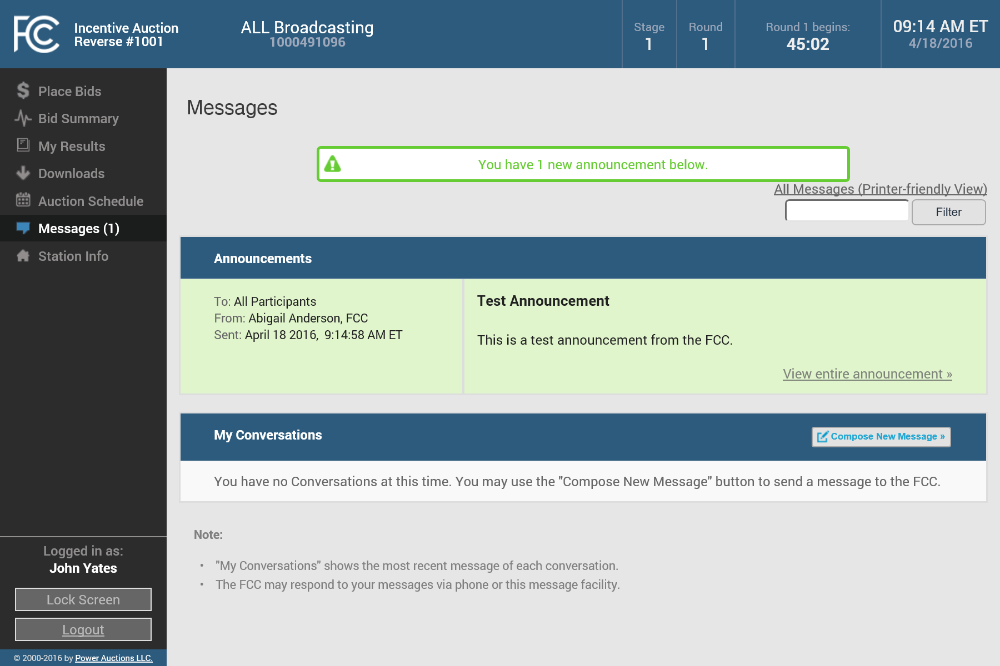 FCC
Incentive Auction
Reverse #1001
ALL Broadcasting
1000491096
Stage
1
Round
1
Round 1 begins:
45:02
09:14 AM ET
4/18/2016
Place Bids
Bid Summary
My Results
Downloads
Auction Schedule
Messages (1)
Station Info
Logged in as:
John Yates
Lock Screen
Logout
© 2000-2016 by Power Auctions LLC.
Messages
You have 1 new announcement below.
All Messages (Printer-friendly View)
Filter
Announcements
To: All Participants
From: Abigail Anderson, FCC
Sent: April 18 2016,  9:14:58 AM ET
Test Announcement
This is a test announcement from the FCC.
View entire announcement »
My Conversations
Compose New Message »
You have no Conversations at this time. You may use the "Compose New Message" button to send a message to the FCC.
Note:
• "My Conversations" shows the most recent message of each conversation.
• The FCC may respond to your messages via phone or this message facility.